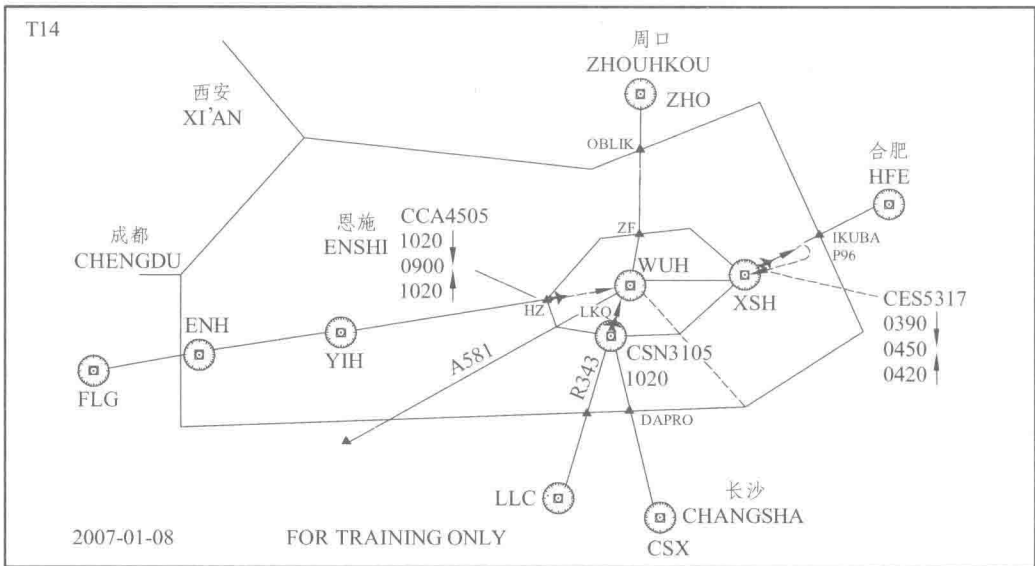 T14
周口
ZHOUHKOU
ZHO
西安
XI'AN
OBLIK
合肥
HFE
恩施
ENSHI
CCA4505
1020
0900
1020
成都
CHENGDU
ZF
IKUBA
P96
WUH
XSH
HZ
LKQ
CES5317
0390
0450
0420
ENH
YIH
FLG
A581
R343
CSN3105
1020
DAPRO
LLC
长沙
CHANGSHA
CSX
2007-01-08
FOR TRAINING ONLY